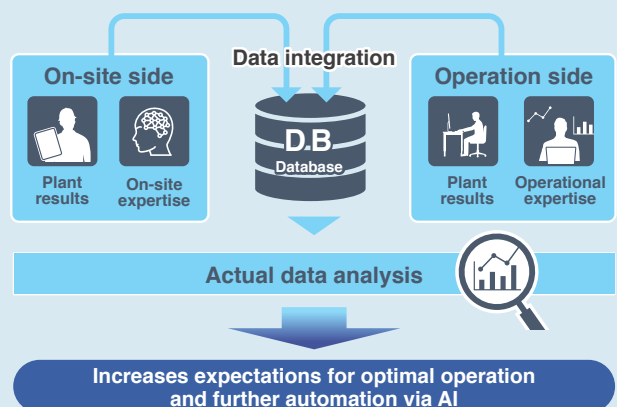 Data integration
On-site side
Plant
results
On-site
expertise
D.B
Database
Operation side
Plant
results
Operational
expertise
Actual data analysis
Increases expectations for optimal operation
and further automation via AI